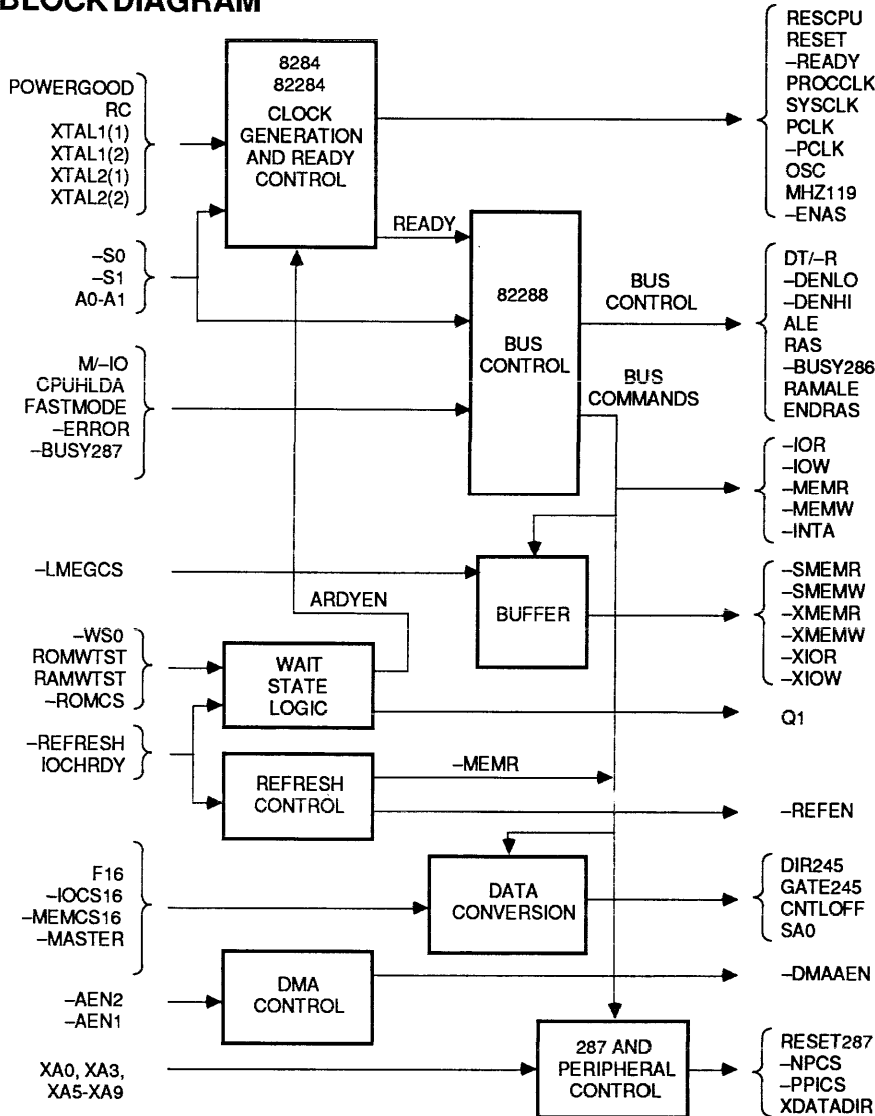 BLOCK DIAGRAM
POWERGOOD
RC
XTAL1(1)
XTAL1(2)
XTAL2(1)
XTAL2(2)
8284
82284
CLOCK
GENERATION
AND READY
CONTROL
RESCPU
RESET
–READY
PROCCLK
SYSCLK
PCLK
–PCLK
OSC
MHZ119
–ENAS
READY
–S0
–S1
A0-A1
82288
BUS
CONTROL
BUS
CONTROL
DT/–R
–DENLO
–DENHI
ALE
RAS
–BUSY286
RAMALE
ENDRAS
M/–IO
CPUHLDA
FASTMODE
–ERROR
–BUSY287
BUS
COMMANDS
–IOR
–IOW
–MEMR
–MEMW
–INTA
–LMEGCS
BUFFER
–SMEMR
–SMEMW
–XMEMR
–XMEMW
–XIOR
–XIOW
ARDYEN
–WS0
ROMWTST
RAMWTST
–ROMCS
WAIT
STATE
LOGIC
Q1
–REFRESH
IOCHRDY
REFRESH
CONTROL
–MEMR
–REFEN
F16
–IOCS16
–MEMCS16
–MASTER
DATA
CONVERSION
DIR245
GATE245
CNTLOFF
SA0
DMA
CONTROL
–DMAAEN
–AEN2
–AEN1
XA0, XA3,
XA5-XA9
287 AND
PERIPHERAL
CONTROL
RESET287
–NPCS
–PPICS
XDATADIR